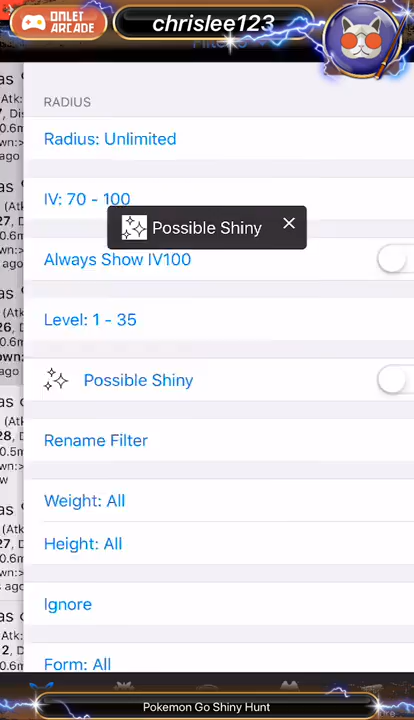 OMLET ARCADE
chrislee123
RADIUS
Radius: Unlimited
IV: 70 - 100
Possible Shiny
Always Show IV100
Level: 1 - 35
Possible Shiny
Rename Filter
Weight: All
Height: All
Ignore
Form: All
Pokemon Go Shiny Hunt